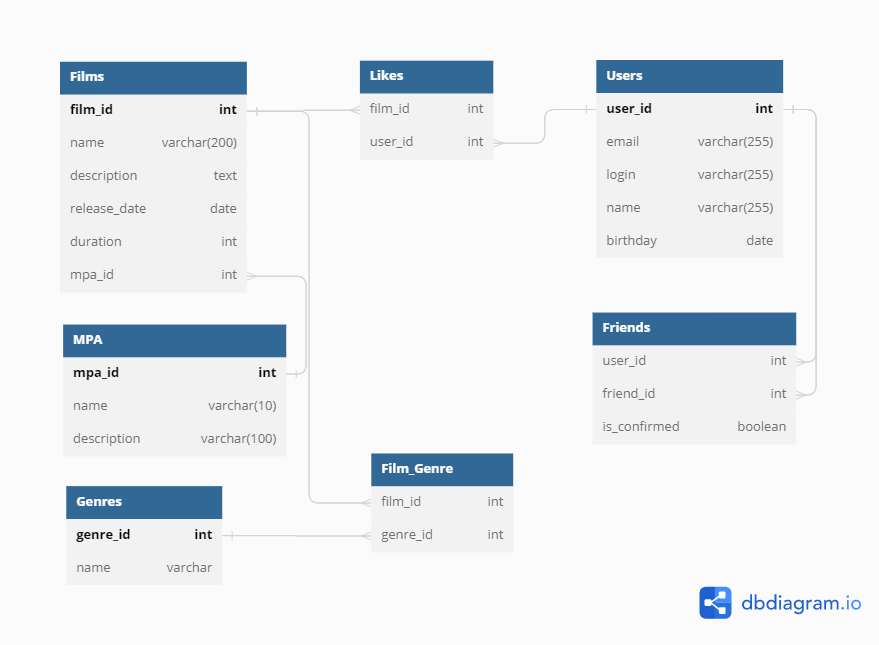 Films
film_id int
name varchar(200)
description text
release_date date
duration int
mpa_id int
Likes
film_id int
user_id int
Users
user_id int
email varchar(255)
login varchar(255)
name varchar(255)
birthday date
MPA
mpa_id int
name varchar(10)
description varchar(100)
Friends
user_id int
friend_id int
is_confirmed boolean
Genres
genre_id int
name varchar
Film_Genre
film_id int
genre_id int
dbdiagram.io